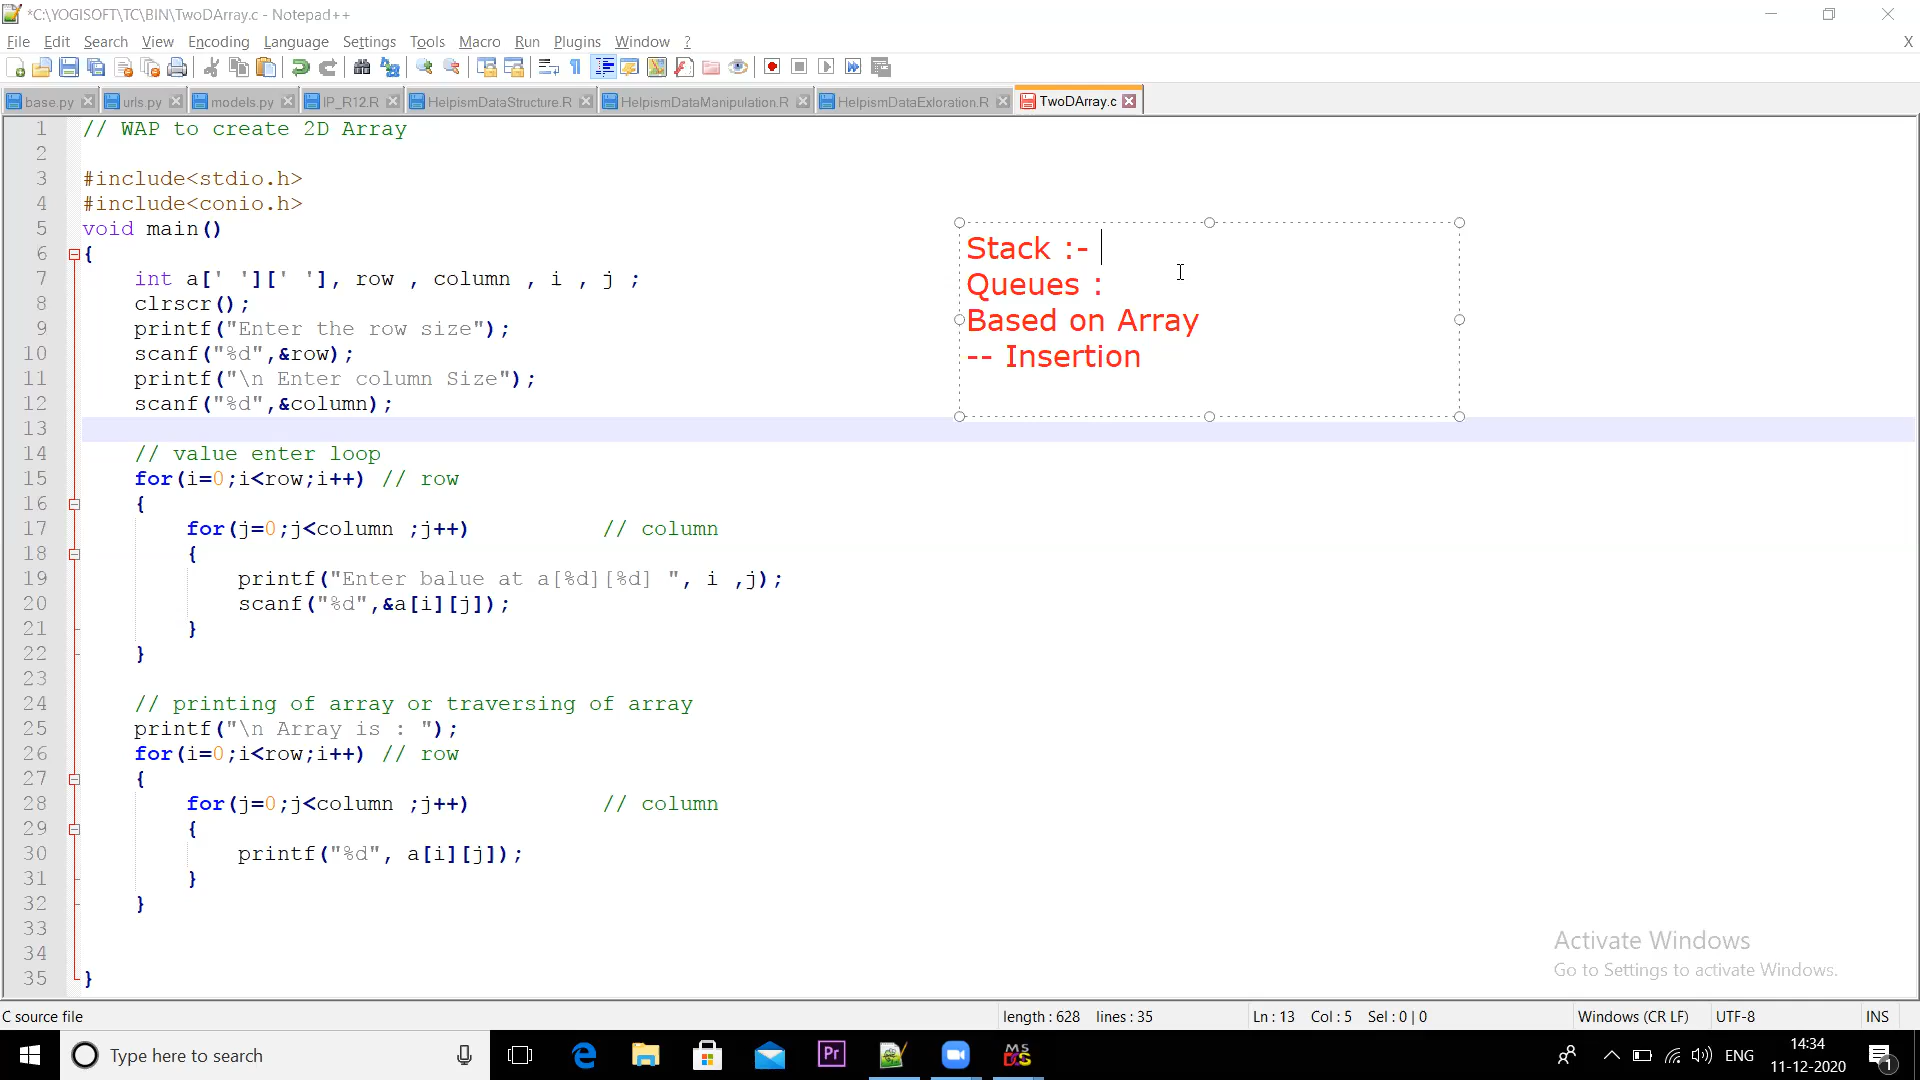 *C:\YOGISOFT\TC\BIN\TwoDArray.c - Notepad++
File Edit Search View Encoding Language Settings Tools Macro Run Plugins Window ? X
base.py urls.py models.py IP_R12.R HelpismDataStructure.R HelpismDataManipulation.R HelpismDataExloration.R TwoDArray.c
1 // WAP to create 2D Array
2
3 #include<stdio.h>
4 #include<conio.h>
5 void main()
6 {
7 int a[' '][' '], row , column , i , j ;
8 clrscr();
9 printf("Enter the row size");
10 scanf("%d",&row);
11 printf("\n Enter column Size");
12 scanf("%d",&column);
13
14 // value enter loop
15 for(i=0;i<row;i++) // row
16 {
17 for(j=0;j<column ;j++) // column
18 {
19 printf("Enter balue at a[%d][%d] ", i ,j);
20 scanf("%d",&a[i][j]);
21 }
22 }
23
24 // printing of array or traversing of array
25 printf("\n Array is : ");
26 for(i=0;i<row;i++) // row
27 {
28 for(j=0;j<column ;j++) // column
29 {
30 printf("%d", a[i][j]);
31 }
32 }
33
34
35 }
Stack :-
Queues :
Based on Array
-- Insertion
Activate Windows
Go to Settings to activate Windows.
C source file length : 628 lines : 35 Ln : 13 Col : 5 Sel : 0 | 0 Windows (CR LF) UTF-8 INS
Type here to search Pr ENG 14:34
11-12-2020 1